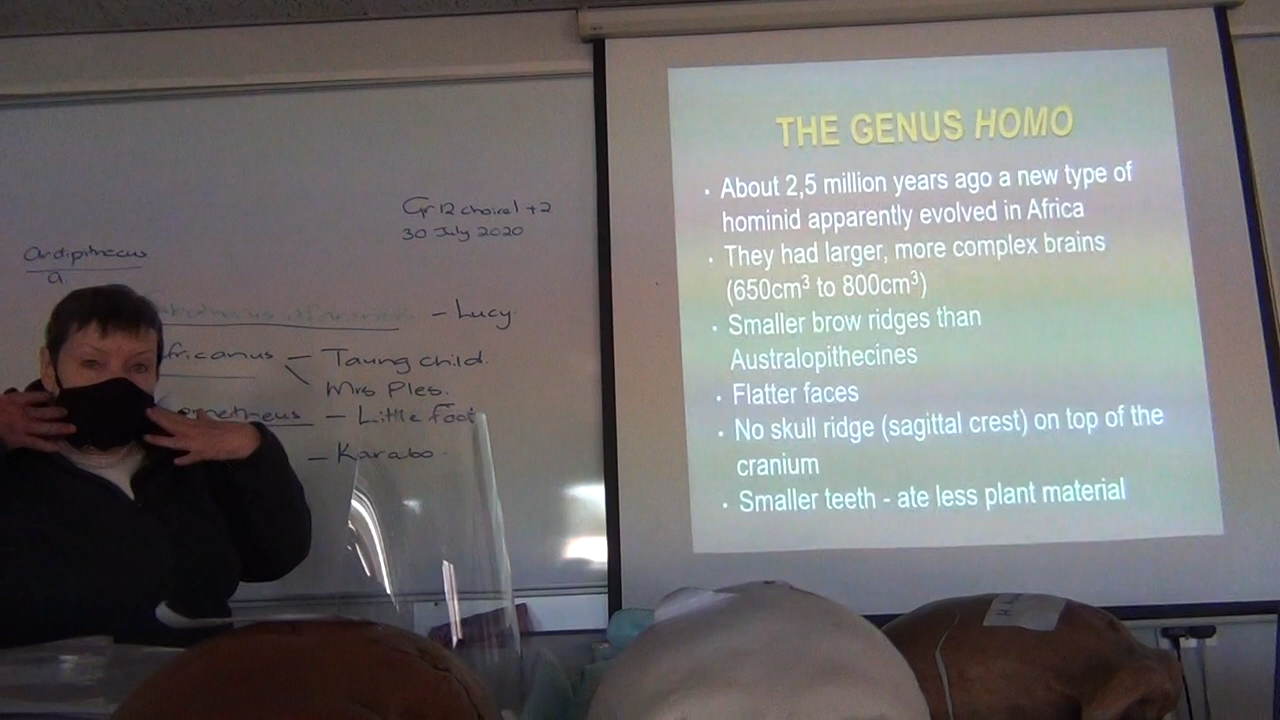 Ardipithecus
a.
Gr 12 choice 1 + 2
30 July 2020
- Lucy
africanus - Taung child.
Mrs Ples.
prometheus - Little foot
- Karabo
THE GENUS HOMO
· About 2,5 million years ago a new type of
hominid apparently evolved in Africa
· They had larger, more complex brains
(650cm³ to 800cm³)
· Smaller brow ridges than
Australopithecines
· Flatter faces
· No skull ridge (sagittal crest) on top of the
cranium
· Smaller teeth - ate less plant material